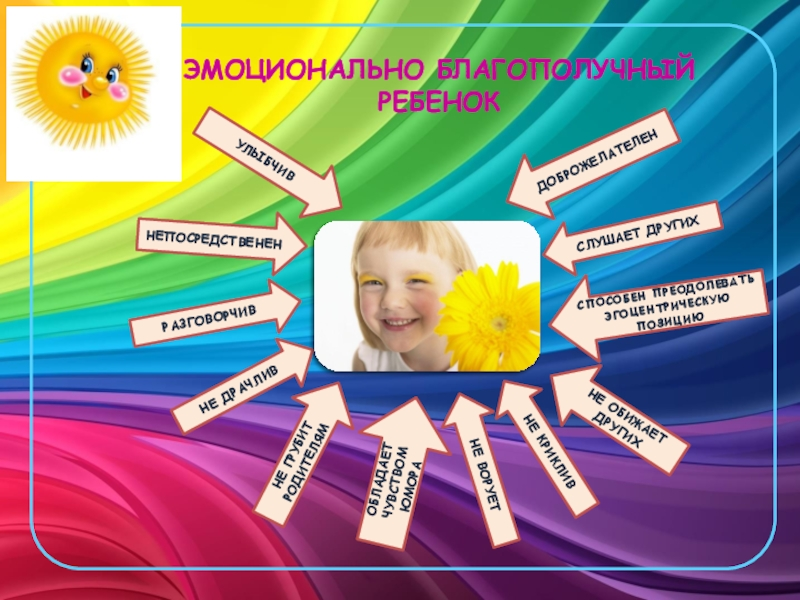 ЭМОЦИОНАЛЬНО БЛАГОПОЛУЧНЫЙ
РЕБЕНОК
УЛЫБЧИВ
НЕПОСРЕДСТВЕНЕН
РАЗГОВОРЧИВ
НЕ ДРАЧЛИВ
НЕ ГРУБИТ
РОДИТЕЛЯМ
ОБЛАДАЕТ
ЧУВСТВОМ
ЮМОРА
НЕ ВОРУЕТ
НЕ КРИКЛИВ
НЕ ОБИЖАЕТ
ДРУГИХ
СПОСОБЕН ПРЕОДОЛЕВАТЬ
ЭГОЦЕНТРИЧЕСКУЮ
ПОЗИЦИЮ
СЛУШАЕТ ДРУГИХ
ДОБРОЖЕЛАТЕЛЕН